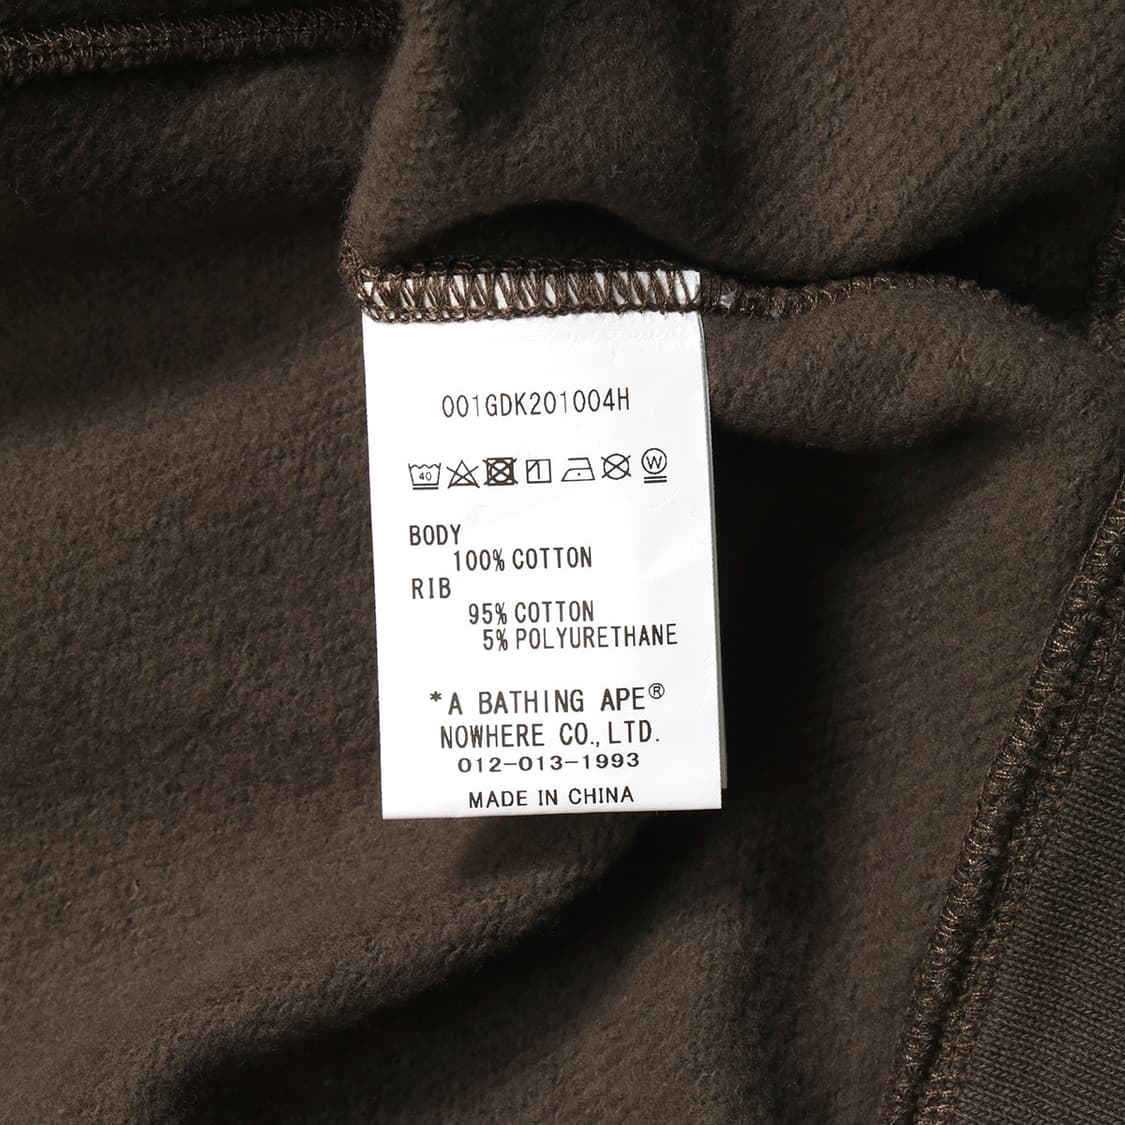 001GDK201004H
40 W
BODY
100% COTTON
RIB
95% COTTON
5% POLYURETHANE
*A BATHING APE®
NOWHERE CO., LTD.
012-013-1993
MADE IN CHINA